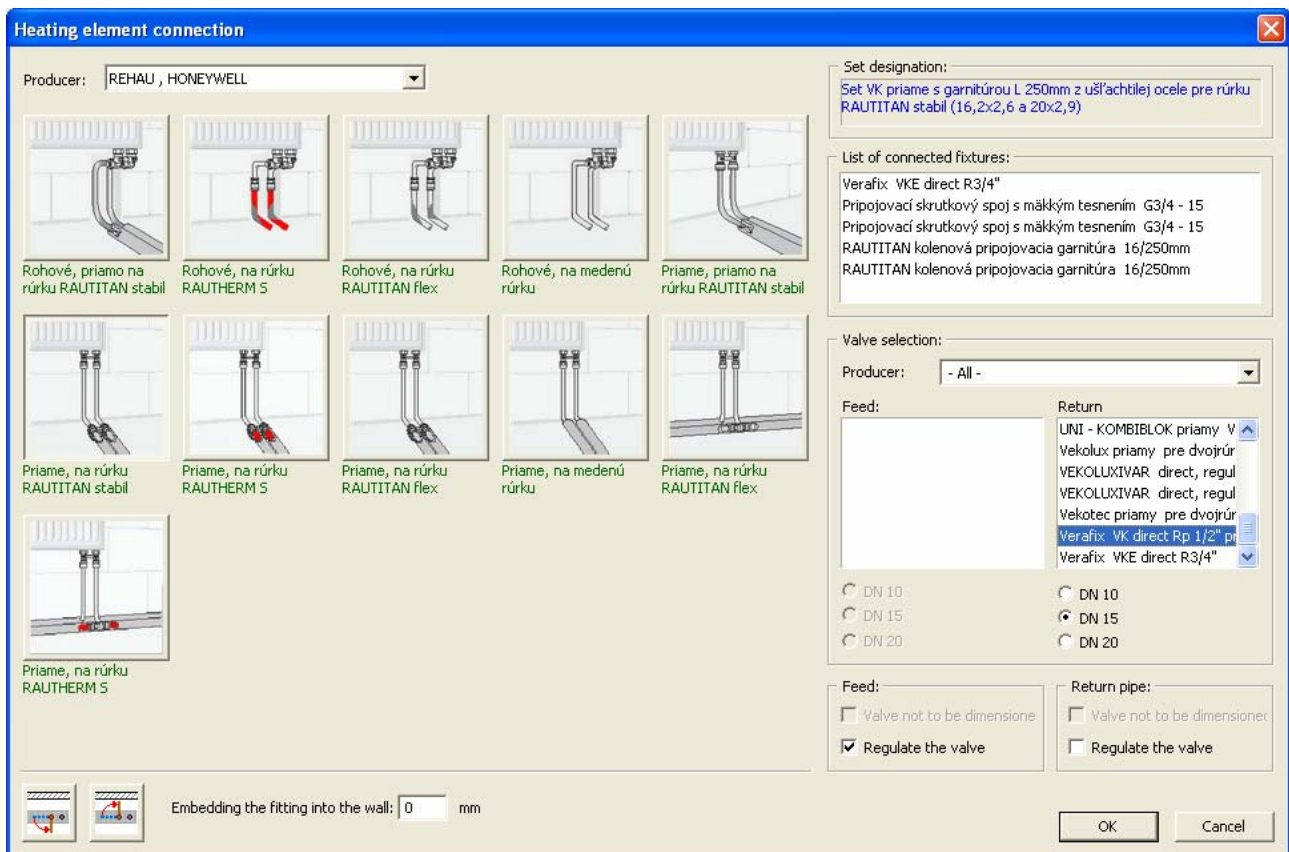 Heating element connection
Producer: REHAU , HONEYWELL
Rohové, priamo na
rúrku RAUTITAN stabil
Rohové, na rúrku
RAUTHERM S
Rohové, na rúrku
RAUTITAN flex
Rohové, na medenú
rúrku
Priame, priamo na
rúrku RAUTITAN stabil
Priame, na rúrku
RAUTITAN stabil
Priame, na rúrku
RAUTHERM S
Priame, na rúrku
RAUTITAN flex
Priame, na medenú
rúrku
Priame, na rúrku
RAUTITAN flex
Priame, na rúrku
RAUTHERM S
Embedding the fitting into the wall: 0 mm
Set designation:
Set VK priame s garnitúrou L 250mm z ušľachtilej ocele pre rúrku
RAUTITAN stabil (16,2x2,6 a 20x2,9)
List of connected fixtures:
Verafix VKE direct R3/4"
Pripojovací skrutkový spoj s mäkkým tesnením G3/4 - 15
Pripojovací skrutkový spoj s mäkkým tesnením G3/4 - 15
RAUTITAN kolenová pripojovacia garnitúra 16/250mm
RAUTITAN kolenová pripojovacia garnitúra 16/250mm
Valve selection:
Producer: - All -
Feed:
DN 10
DN 15
DN 20
Return
UNI - KOMBIBLOK priamy V
Vekolux priamy pre dvojrúr
VEKOLUXIVAR direct, regul
VEKOLUXIVAR direct, regul
Vekotec priamy pre dvojrúr
Verafix VK direct Rp 1/2" pr
Verafix VKE direct R3/4"
DN 10
DN 15
DN 20
Feed:
Valve not to be dimensione
Regulate the valve
Return pipe:
Valve not to be dimensioned
Regulate the valve
OK
Cancel